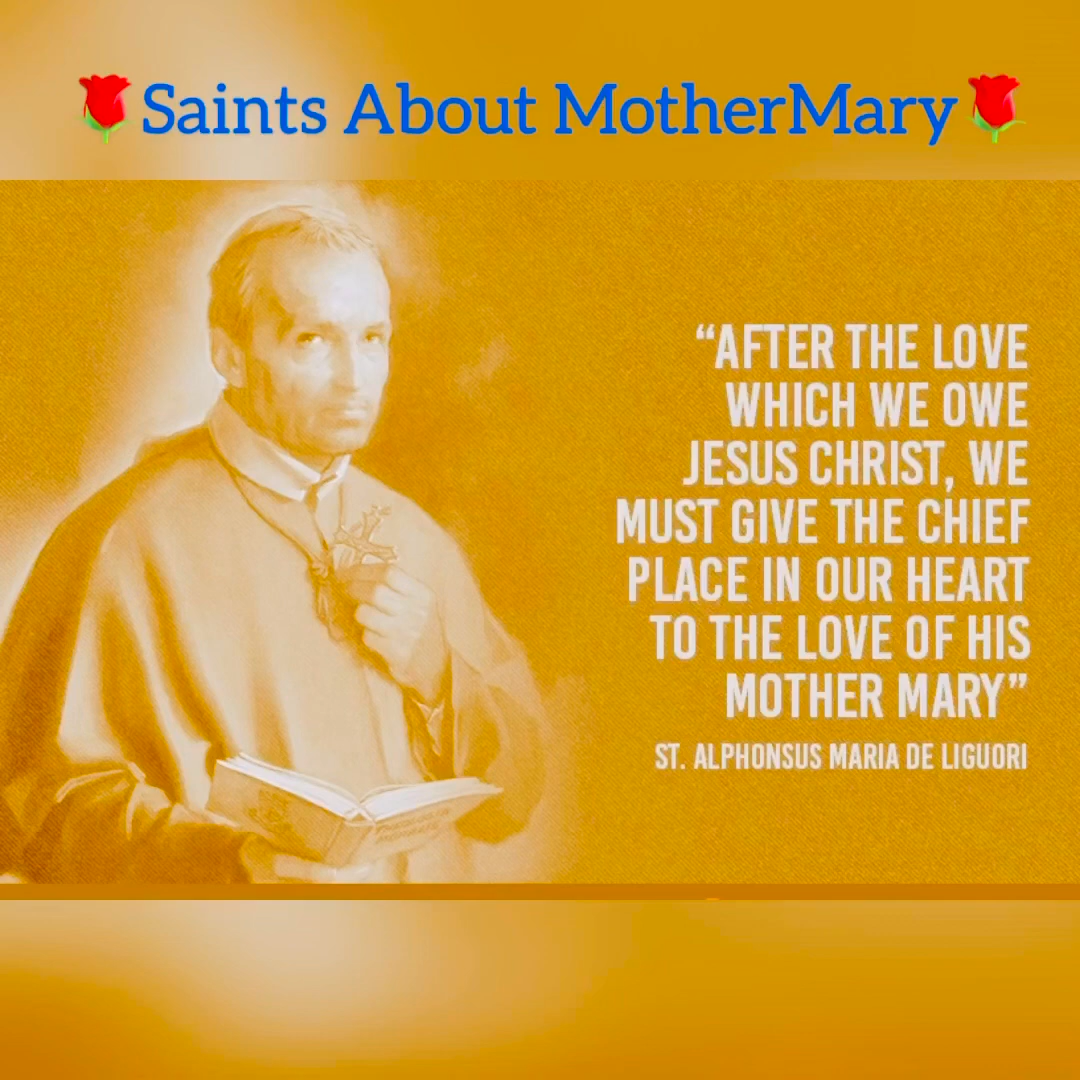 🌹Saints About MotherMary🌹
“AFTER THE LOVE
WHICH WE OWE
JESUS CHRIST, WE
MUST GIVE THE CHIEF
PLACE IN OUR HEART
TO THE LOVE OF HIS
MOTHER MARY”
ST. ALPHONSUS MARIA DE LIGUORI